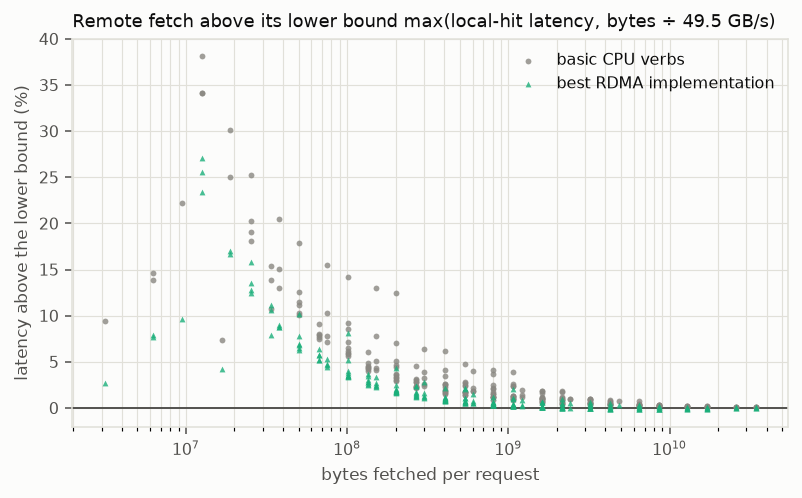 Remote fetch above its lower bound max(local-hit latency, bytes ÷ 49.5 GB/s)
basic CPU verbs
best RDMA implementation
latency above the lower bound (%)
40
35
30
25
20
15
10
5
0
10⁷
10⁸
10⁹
10¹⁰
bytes fetched per request